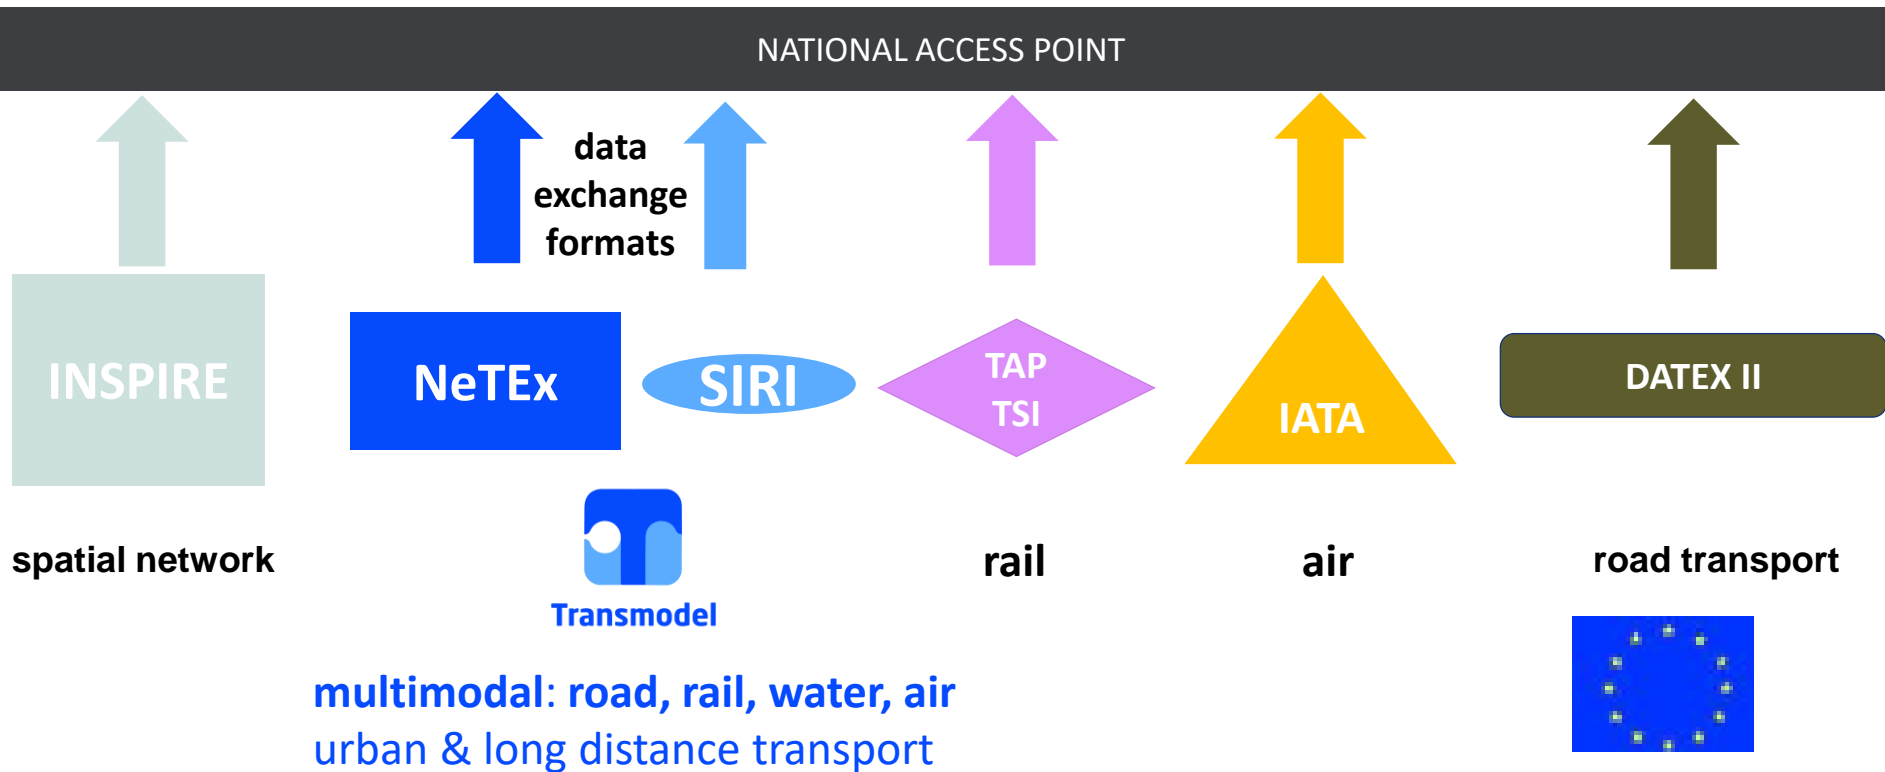 NATIONAL ACCESS POINT
data
exchange
formats
INSPIRE
NeTEx
SIRI
TAP
TSI
IATA
DATEX II
spatial network
Transmodel
rail
air
road transport
multimodal: road, rail, water, air
urban & long distance transport